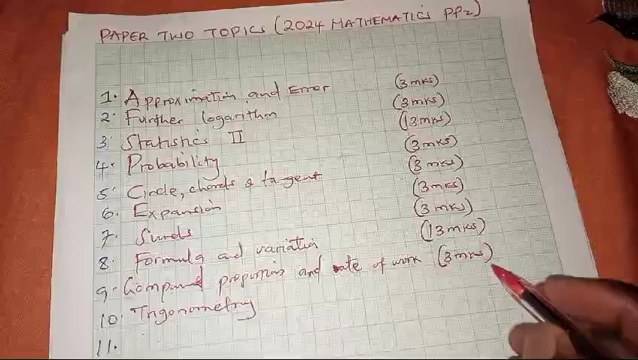 PAPER TWO TOPICS (2024 MATHEMATICS PP2)
1. Approximation and Error (3mks)
2. Further logarithm (3mks)
3. Statistics II (13mks)
4. Probability (3mks)
5. Circle, chords & tangent (3mks)
6. Expansion (3mks)
7. Surds (3mks)
8. Formula and variation (13mks)
9. Compound proportions and rate of work (3mks)
10. Trigonometry
11.